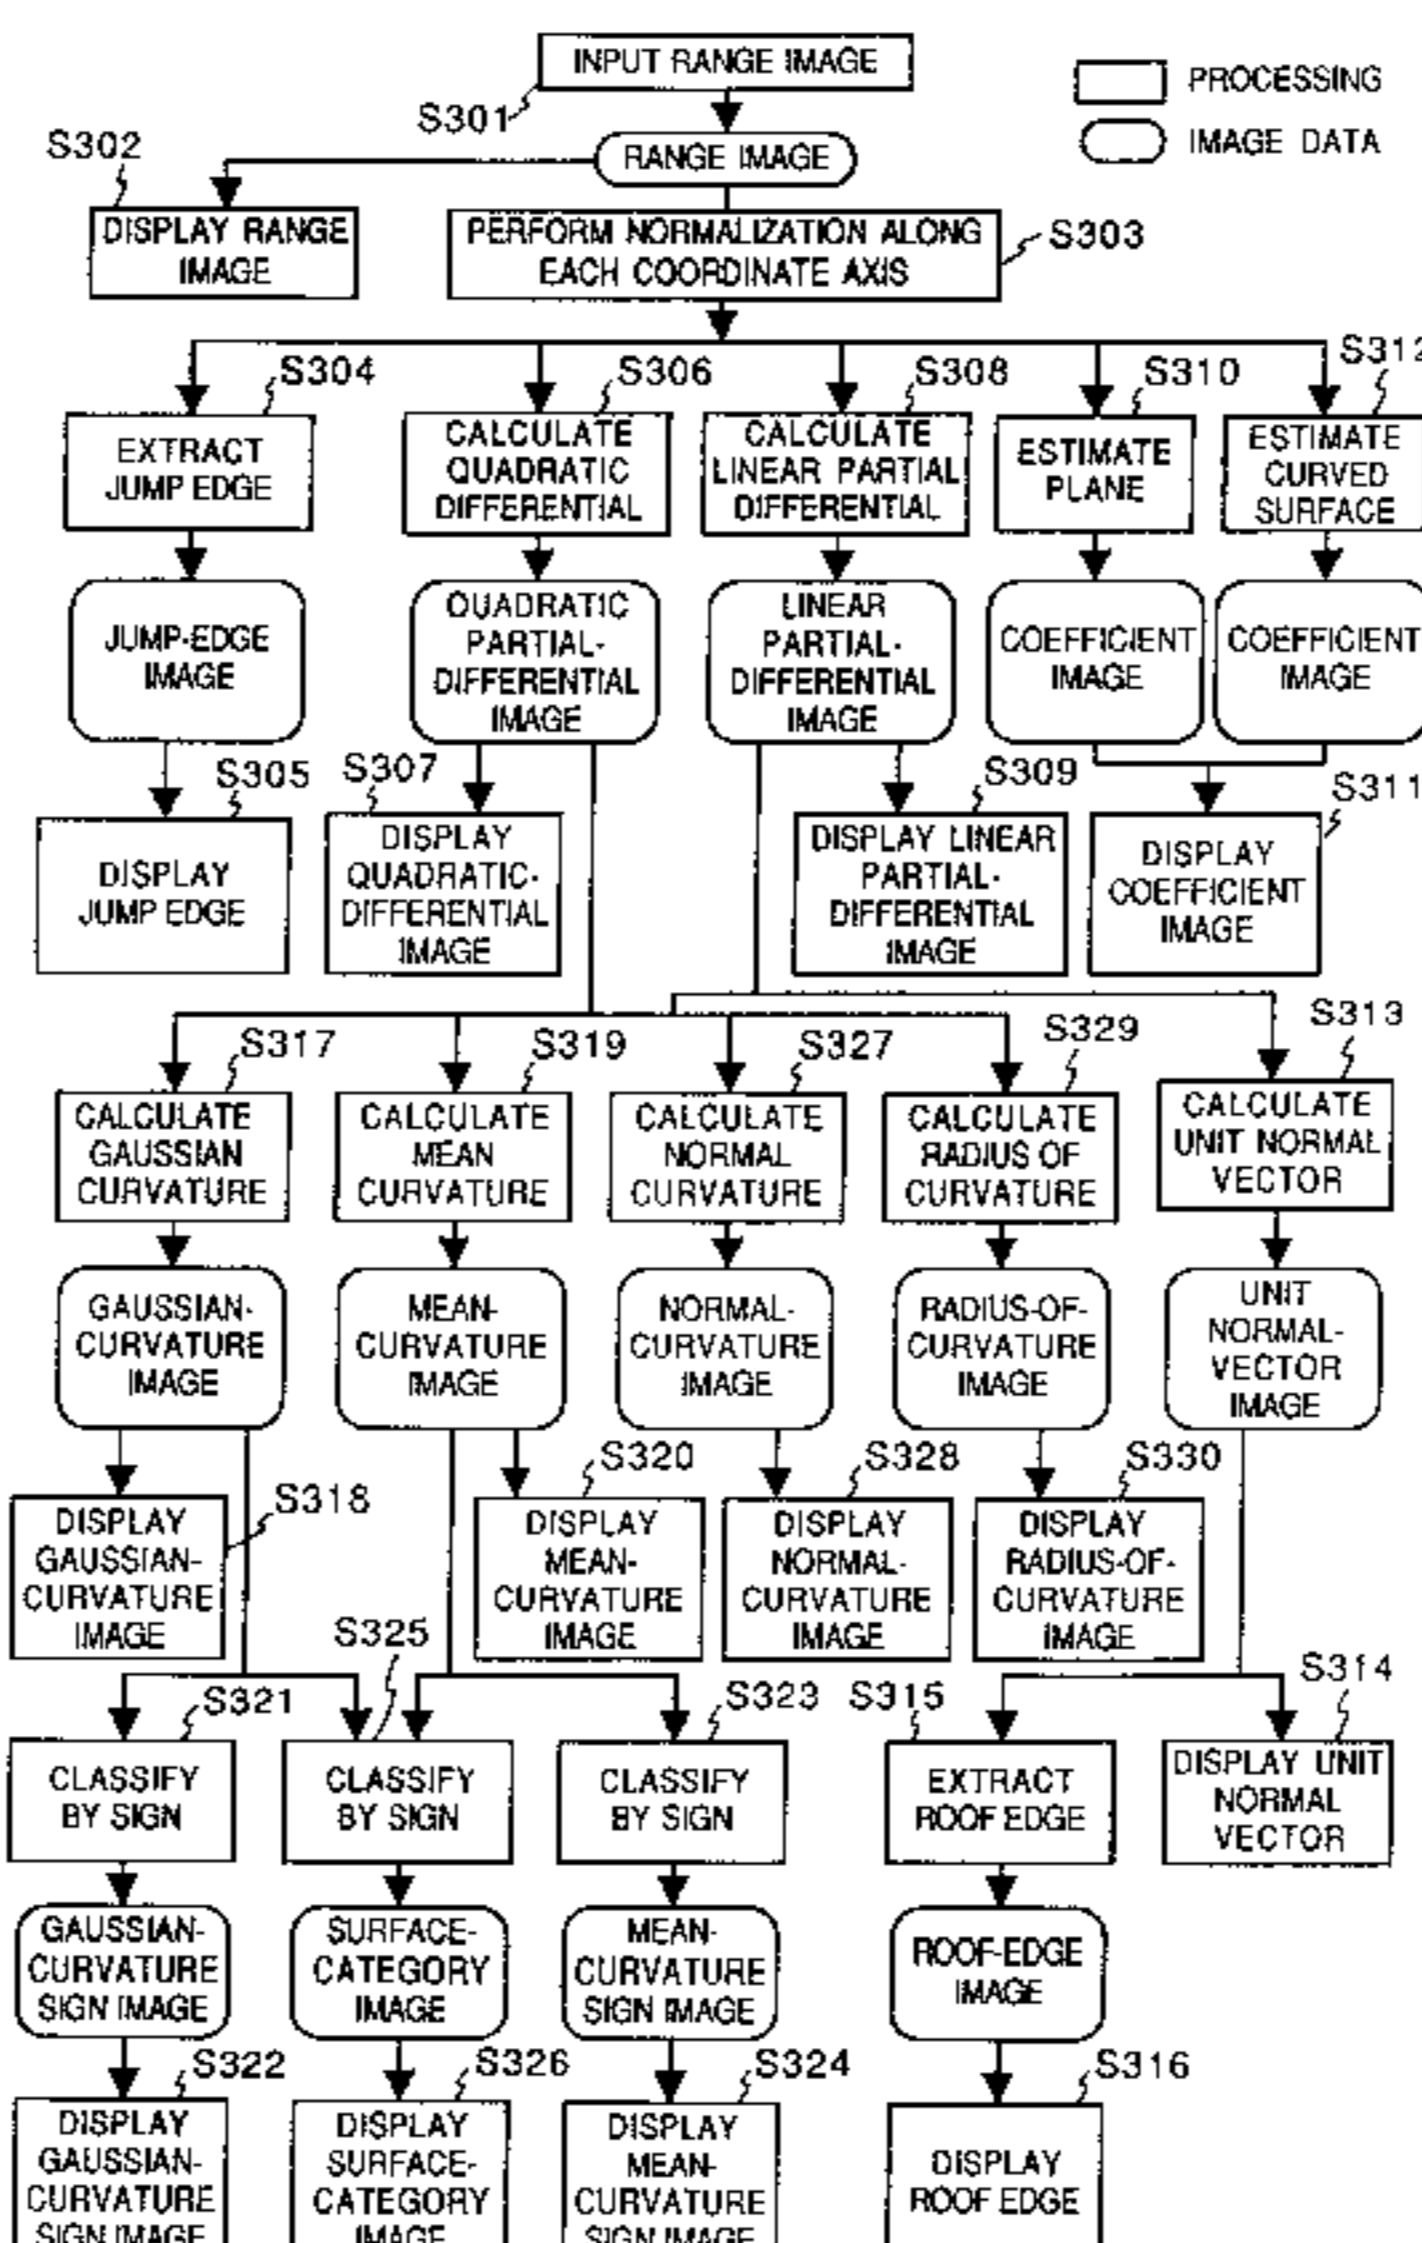 INPUT RANGE IMAGE
PROCESSING
S301
IMAGE DATA
RANGE IMAGE
S302
DISPLAY RANGE
IMAGE
PERFORM NORMALIZATION ALONG
EACH COORDINATE AXIS
S303
S304
S306
S308
S310
S312
EXTRACT
JUMP EDGE
CALCULATE
QUADRATIC
DIFFERENTIAL
CALCULATE
LINEAR PARTIAL
DIFFERENTIAL
ESTIMATE
PLANE
ESTIMATE
CURVED
SURFACE
JUMP-EDGE
IMAGE
QUADRATIC
PARTIAL-
DIFFERENTIAL
IMAGE
LINEAR
PARTIAL-
DIFFERENTIAL
IMAGE
COEFFICIENT
IMAGE
COEFFICIENT
IMAGE
S305
S307
S309
S311
DISPLAY
JUMP EDGE
DISPLAY
QUADRATIC-
DIFFERENTIAL
IMAGE
DISPLAY LINEAR
PARTIAL-
DIFFERENTIAL
IMAGE
DISPLAY
COEFFICIENT
IMAGE
S317
S319
S327
S329
S313
CALCULATE
GAUSSIAN
CURVATURE
CALCULATE
MEAN
CURVATURE
CALCULATE
NORMAL
CURVATURE
CALCULATE
RADIUS OF
CURVATURE
CALCULATE
UNIT NORMAL
VECTOR
GAUSSIAN-
CURVATURE
IMAGE
MEAN-
CURVATURE
IMAGE
NORMAL-
CURVATURE
IMAGE
RADIUS-OF-
CURVATURE
IMAGE
UNIT
NORMAL-
VECTOR
IMAGE
S318
S320
S328
S330
DISPLAY
GAUSSIAN-
CURVATURE
IMAGE
DISPLAY
MEAN-
CURVATURE
IMAGE
DISPLAY
NORMAL-
CURVATURE
IMAGE
DISPLAY
RADIUS-OF-
CURVATURE
IMAGE
S321
S325
S323
S315
S314
CLASSIFY
BY SIGN
CLASSIFY
BY SIGN
CLASSIFY
BY SIGN
EXTRACT
ROOF EDGE
DISPLAY UNIT
NORMAL
VECTOR
GAUSSIAN-
CURVATURE
SIGN IMAGE
SURFACE-
CATEGORY
IMAGE
MEAN-
CURVATURE
SIGN IMAGE
ROOF-EDGE
IMAGE
S322
S326
S324
S316
DISPLAY
GAUSSIAN-
CURVATURE
SIGN IMAGE
DISPLAY
SURFACE-
CATEGORY
IMAGE
DISPLAY
MEAN-
CURVATURE
SIGN IMAGE
DISPLAY
ROOF EDGE